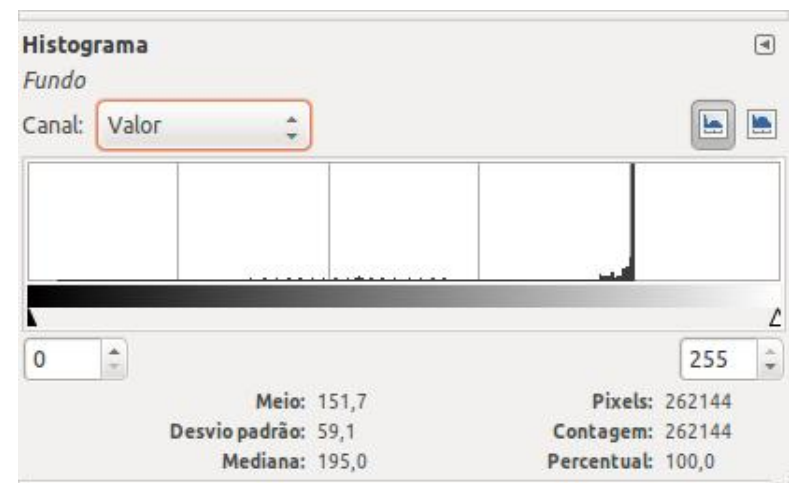 Histograma
Fundo
Canal: Valor
0 255
Meio: 151,7 Pixels: 262144
Desvio padrão: 59,1 Contagem: 262144
Mediana: 195,0 Percentual: 100,0